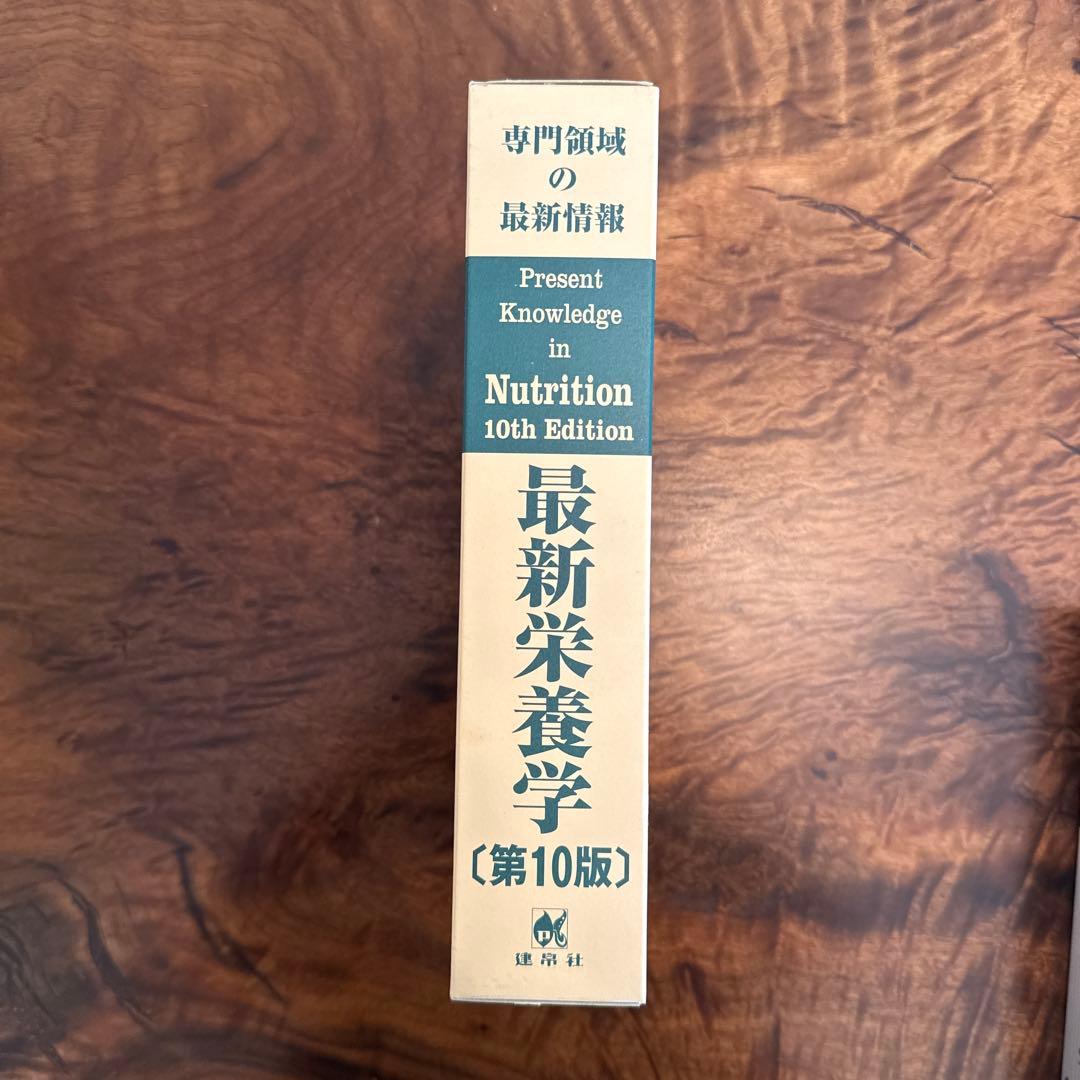 専門領域
の
最新情報
Present
Knowledge
in
Nutrition
10th Edition
最新栄養学
〔第10版〕
建帛社